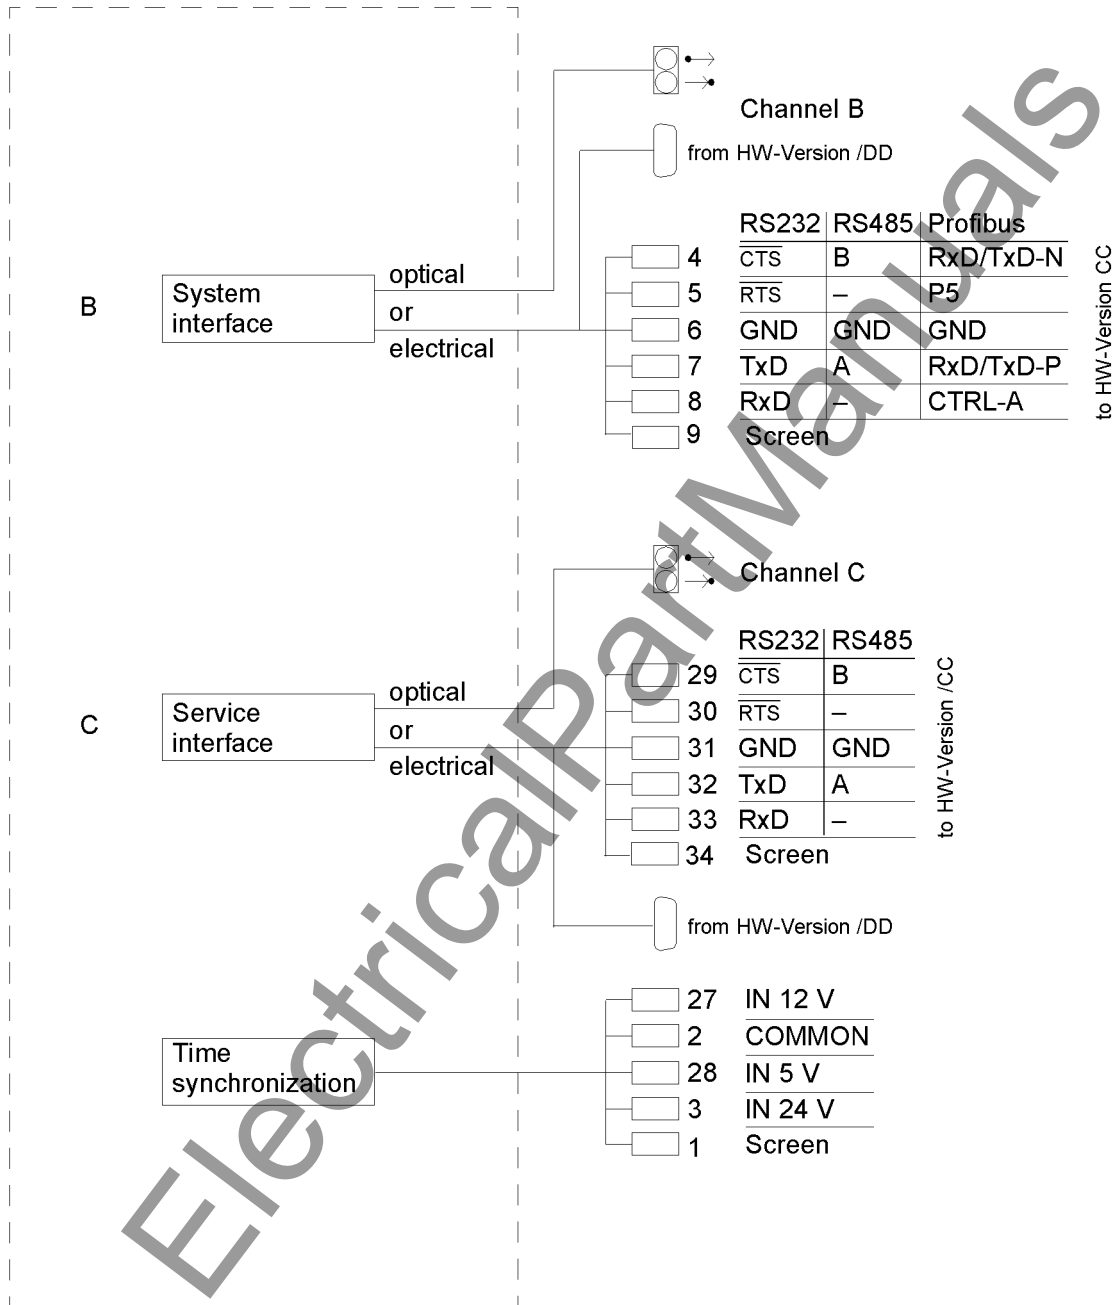 Channel B
from HW-Version /DD
RS232 RS485 Profibus
4 CTS B RxD/TxD-N
5 RTS – P5
6 GND GND GND
7 TxD A RxD/TxD-P
8 RxD – CTRL-A
9 Screen
to HW-Version CC
B
System
interface
optical
or
electrical
Channel C
RS232 RS485
29 CTS B
30 RTS –
31 GND GND
32 TxD A
33 RxD –
34 Screen
to HW-Version /CC
C
Service
interface
optical
or
electrical
from HW-Version /DD
27 IN 12 V
2 COMMON
28 IN 5 V
3 IN 24 V
1 Screen
Time
synchronization
ElectricalPartManuals